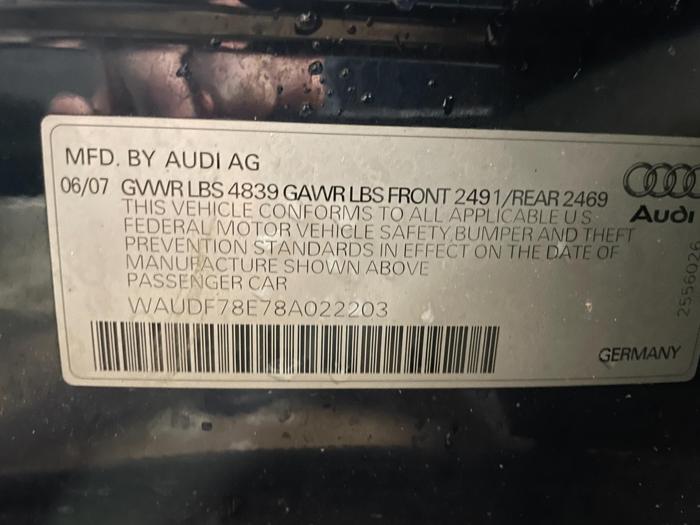 MFD. BY AUDI AG
06/07 GVWR LBS 4839 GAWR LBS FRONT 2491/REAR 2469
THIS VEHICLE CONFORMS TO ALL APPLICABLE U S
FEDERAL MOTOR VEHICLE SAFETY, BUMPER AND THEFT
PREVENTION STANDARDS IN EFFECT ON THE DATE OF
MANUFACTURE SHOWN ABOVE
PASSENGER CAR
WAUDF78E78A022203
Audi
2556026
GERMANY